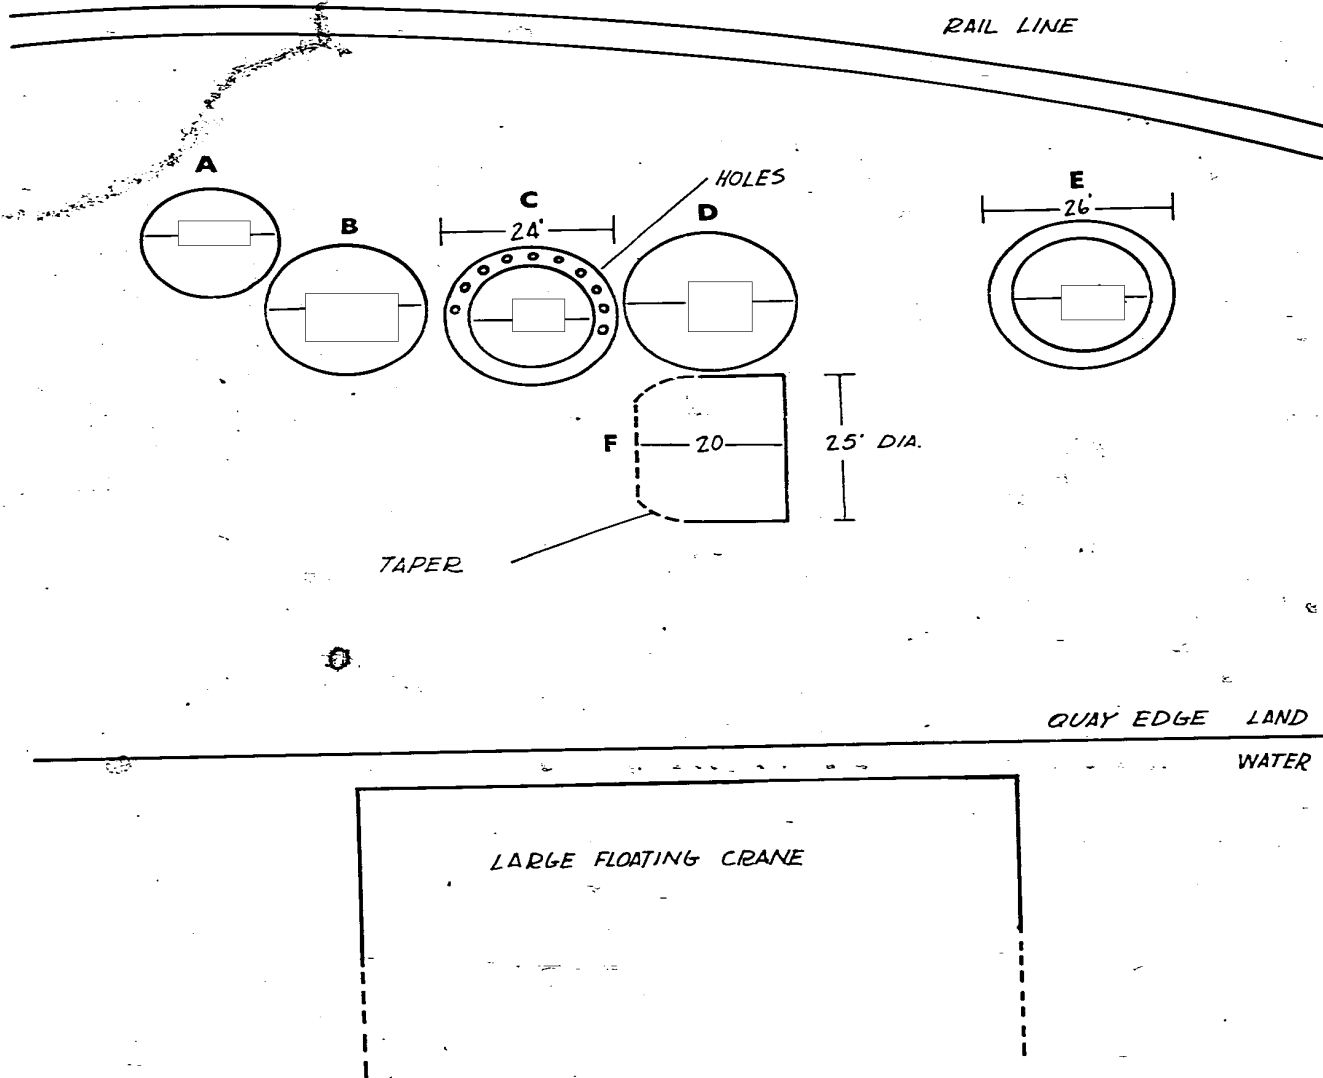 RAIL LINE
A
B
C
24'
HOLES
D
E
26'
F
20
25' DIA.
TAPER
QUAY EDGE LAND
WATER
LARGE FLOATING CRANE